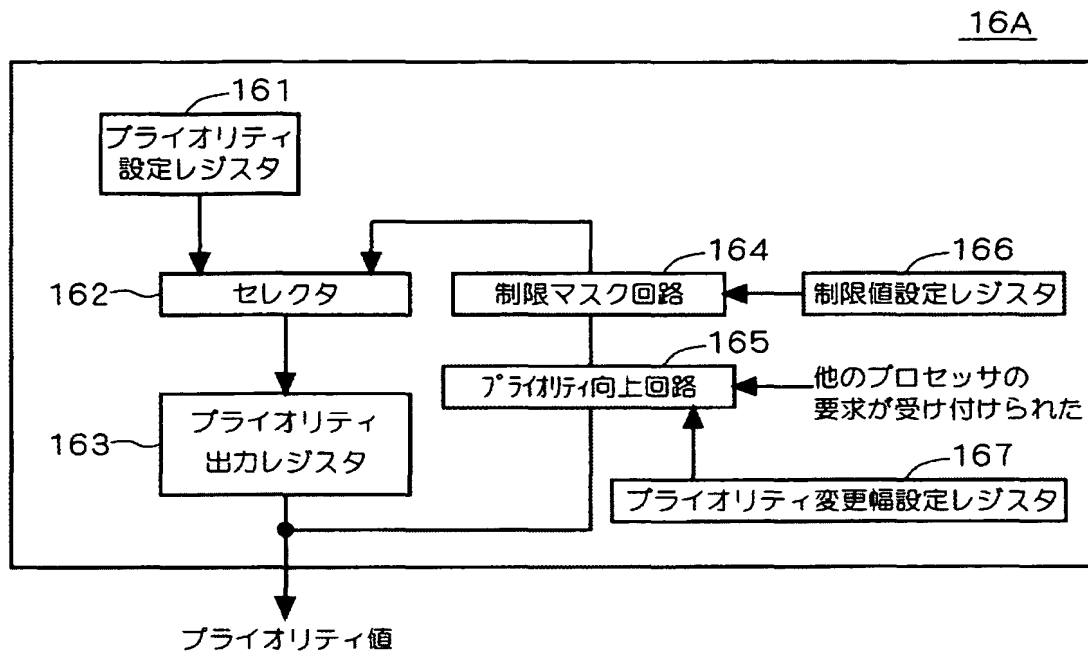 16A
161
プライオリティ
設定レジスタ
164
166
162
セレクタ
制限マスク回路
制限値設定レジスタ
165
プライオリティ向上回路
他のプロセッサの
要求が受け付けられた
163
プライオリティ
出力レジスタ
167
プライオリティ変更幅設定レジスタ
プライオリティ値